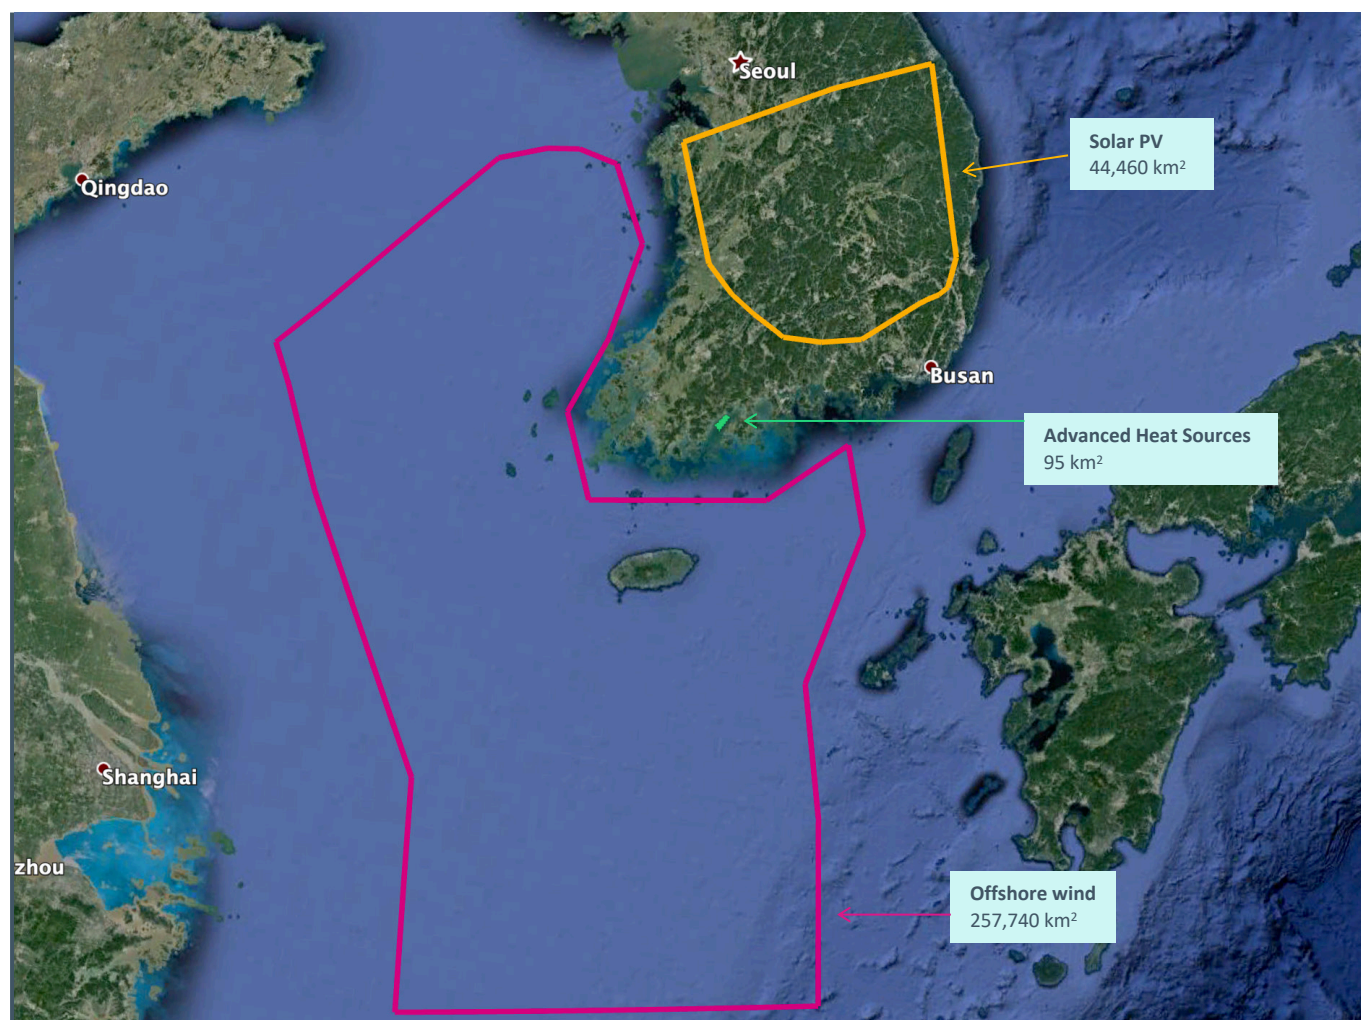 Seoul
Solar PV
44,460 km²
Qingdao
Busan
Advanced Heat Sources
95 km²
Shanghai
zhou
Offshore wind
257,740 km²